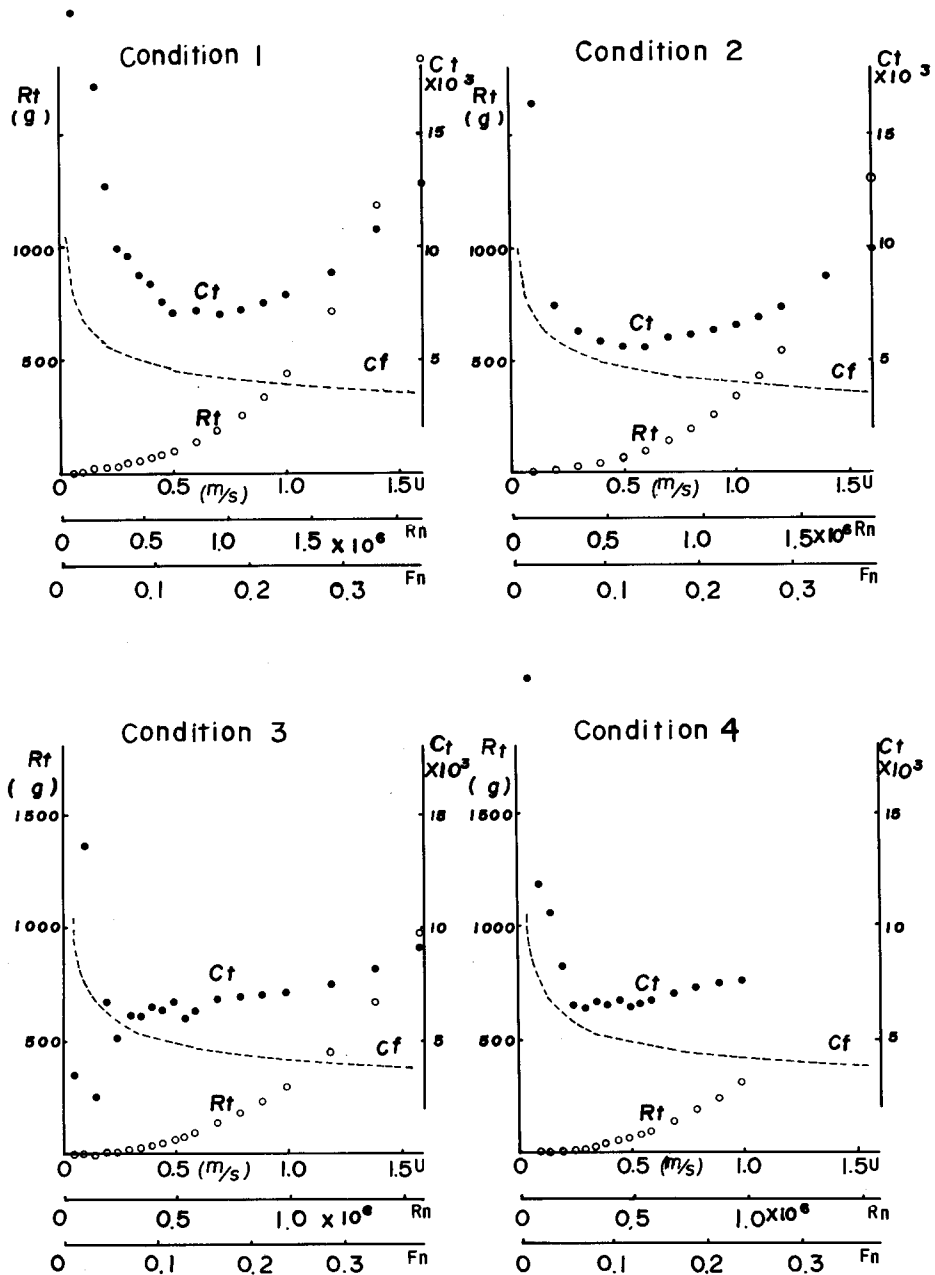 Condition 1
Rt
(g)
Ct
X10³
15
10
5
1000
500
Ct
Cf
Rt
0 0.5 (m/s) 1.0 1.5 U
0 0.5 1.0 1.5 X10⁶ Rn
0 0.1 0.2 0.3 Fn
Condition 2
Rt
(g)
Ct
X10³
15
10
5
1000
500
Ct
Cf
Rt
0 0.5 (m/s) 1.0 1.5 U
0 0.5 1.0 1.5X10⁶ Rn
0 0.1 0.2 0.3 Fn
Condition 3
Rt
(g)
Ct
X10³
1500
1000
500
15
10
5
Ct
Cf
Rt
0 0.5 (m/s) 1.0 1.5 U
0 0.5 1.0 X10⁶ Rn
0 0.1 0.2 0.3 Fn
Condition 4
Rt
(g)
Ct
X10³
1500
1000
500
15
10
5
Ct
Cf
Rt
0 0.5 (m/s) 1.0 1.5 U
0 0.5 1.0X10⁶ Rn
0 0.1 0.2 0.3 Fn